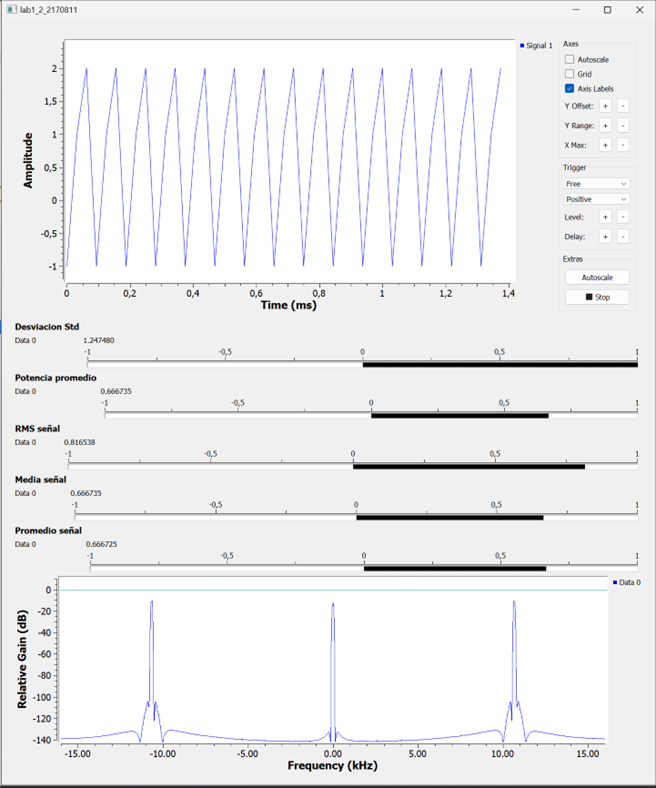 lab1_2_2170811
Signal 1
Axes
Autoscale
Grid
Axis Labels
Y Offset: + -
Y Range: + -
X Max: + -
Trigger
Free
Positive
Level: + -
Delay: + -
Extras
Autoscale
Stop
Amplitude
2
1,5
1
0,5
0
-0,5
-1
0 0,2 0,4 0,6 0,8 1 1,2 1,4
Time (ms)
Desviacion Std
Data 0 1.247480
-1 -0,5 0 0,5 1
Potencia promedio
Data 0 0.666735
-1 -0,5 0 0,5 1
RMS señal
Data 0 0.816538
-1 -0,5 0 0,5 1
Media señal
Data 0 0.666735
-1 -0,5 0 0,5 1
Promedio señal
Data 0 0.666725
-1 -0,5 0 0,5 1
Data 0
Relative Gain (dB)
0
-20
-40
-60
-80
-100
-120
-140
-15.00 -10.00 -5.00 0.00 5.00 10.00 15.00
Frequency (kHz)